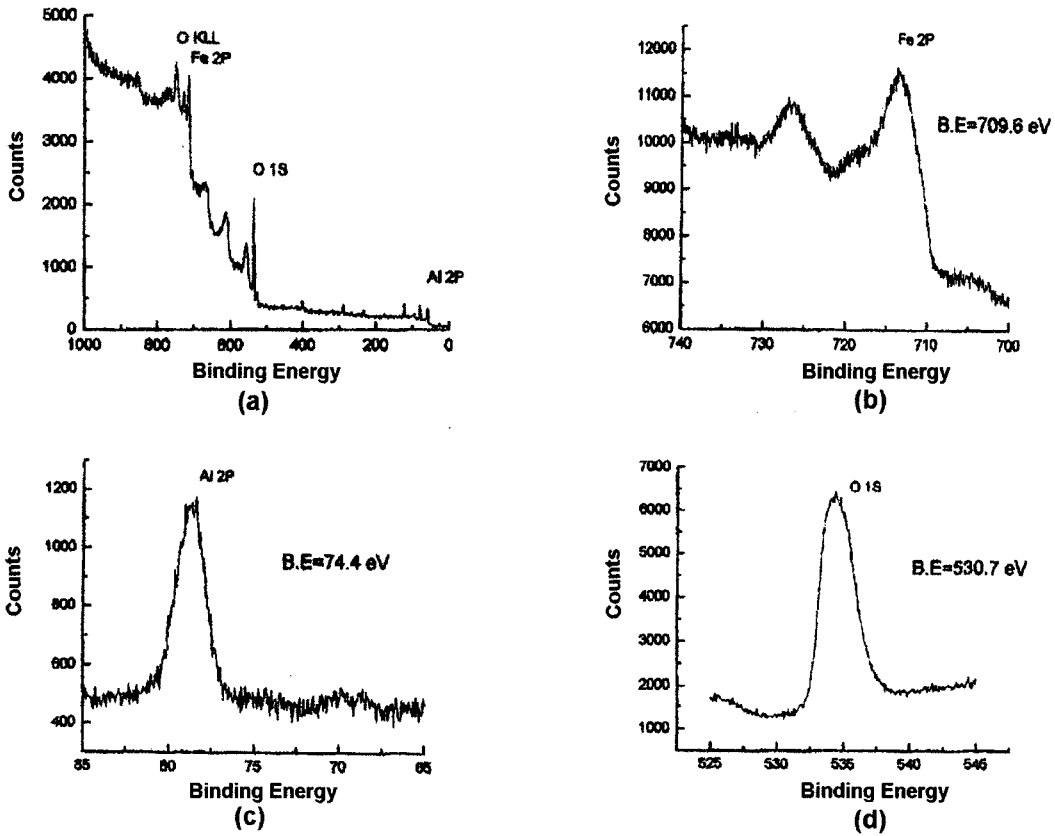 O KLL
Fe 2P
O 1S
Al 2P
5000
4000
3000
2000
1000
0
Counts
1000 800 600 400 200 0
Binding Energy
(a)
Fe 2P
B.E=709.6 eV
12000
11000
10000
9000
8000
7000
6000
Counts
740 730 720 710 700
Binding Energy
(b)
Al 2P
B.E=74.4 eV
1200
1000
800
600
400
Counts
85 80 75 70 65
Binding Energy
(c)
O 1S
B.E=530.7 eV
7000
6000
5000
4000
3000
2000
1000
Counts
525 530 535 540 545
Binding Energy
(d)